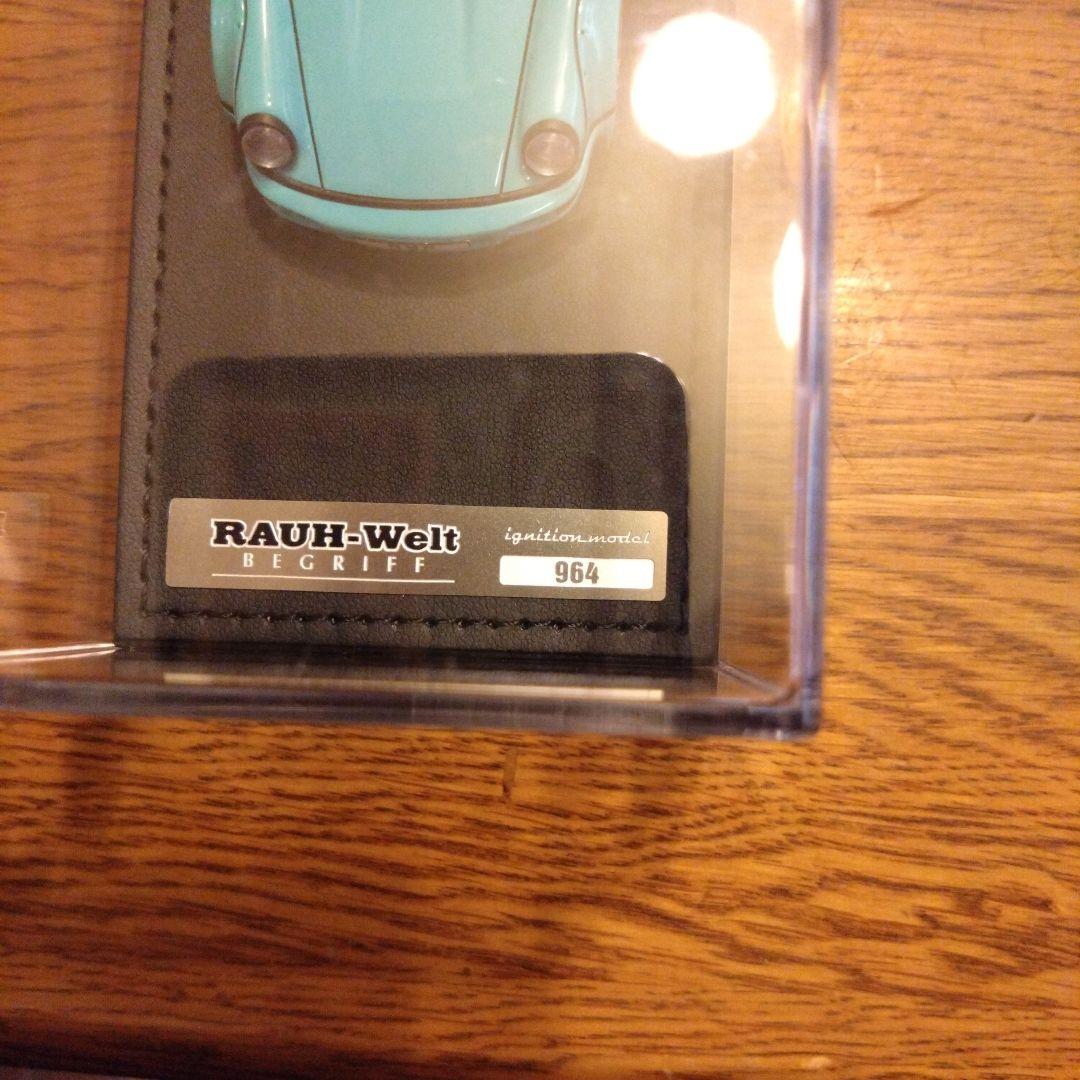 RAUH-Welt
BEGRIFF
ignition model
964